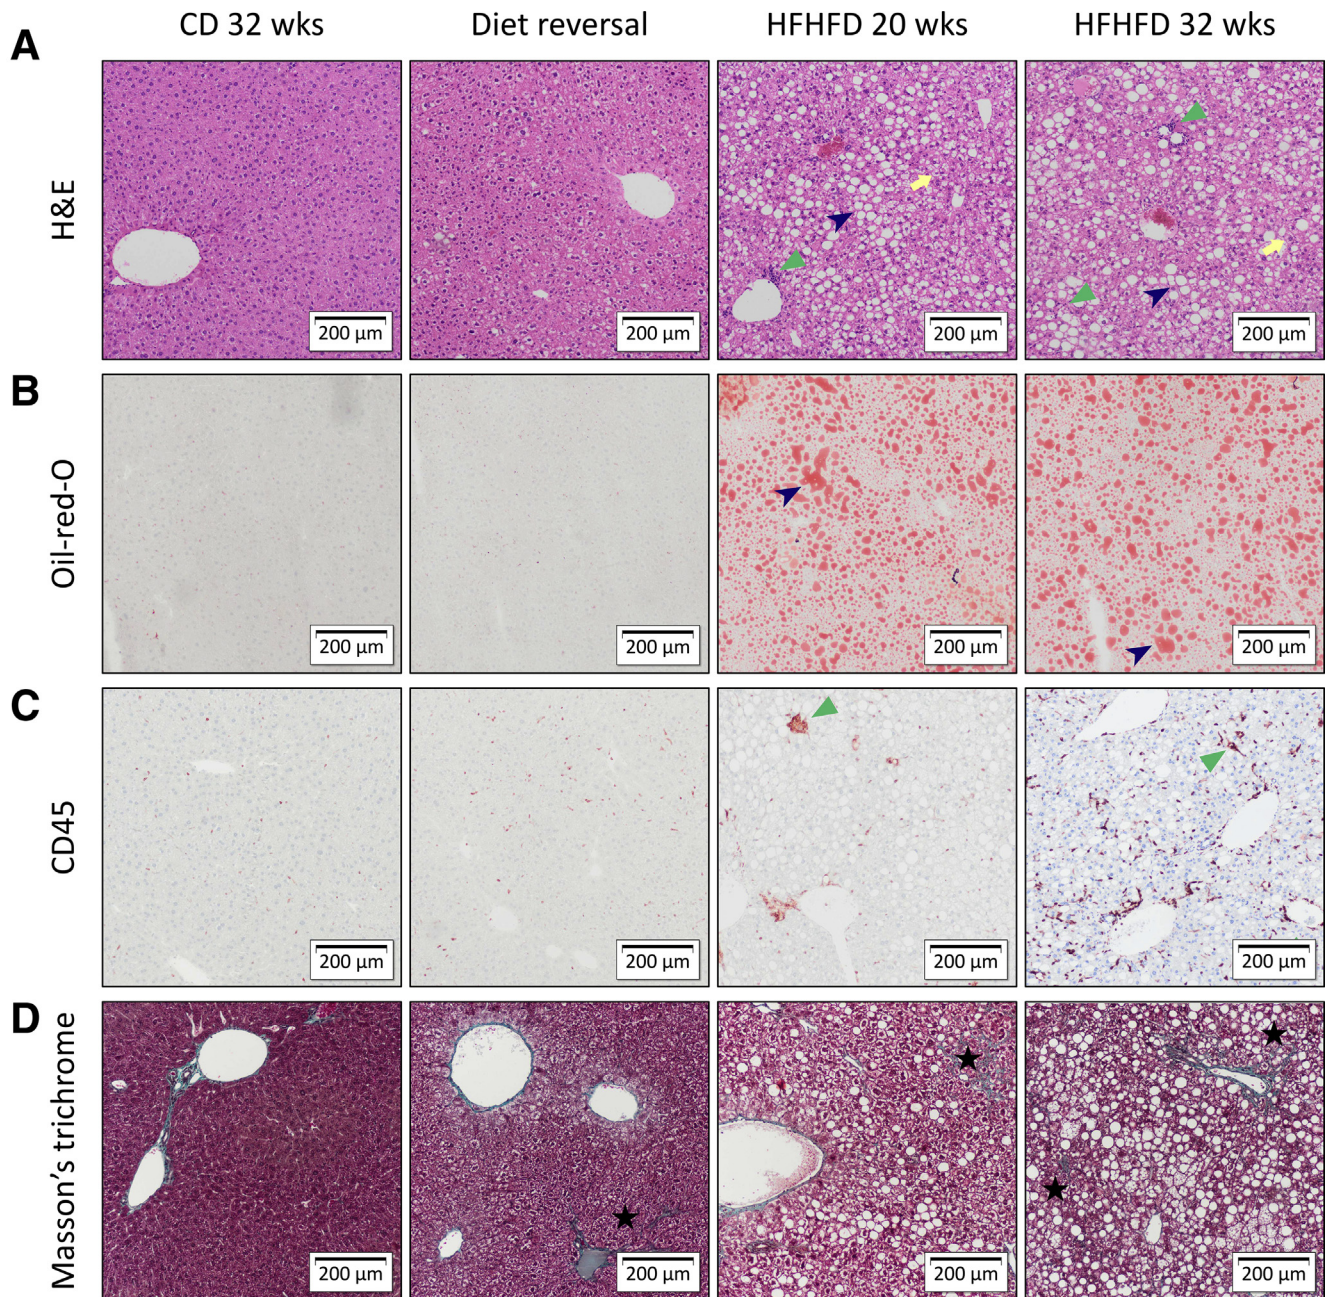 CD 32 wks
Diet reversal
HFHFD 20 wks
HFHFD 32 wks
A
H&E
200 µm
200 µm
200 µm
200 µm
B
Oil-red-O
200 µm
200 µm
200 µm
200 µm
C
CD45
200 µm
200 µm
200 µm
200 µm
D
Masson's trichrome
200 µm
200 µm
200 µm
200 µm